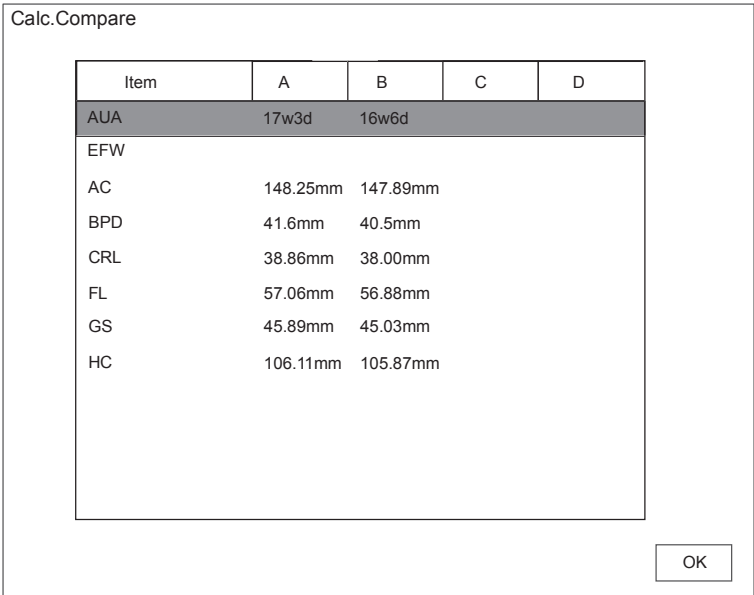 Calc.Compare
Item A B C D
AUA 17w3d 16w6d
EFW
AC 148.25mm 147.89mm
BPD 41.6mm 40.5mm
CRL 38.86mm 38.00mm
FL 57.06mm 56.88mm
GS 45.89mm 45.03mm
HC 106.11mm 105.87mm
OK